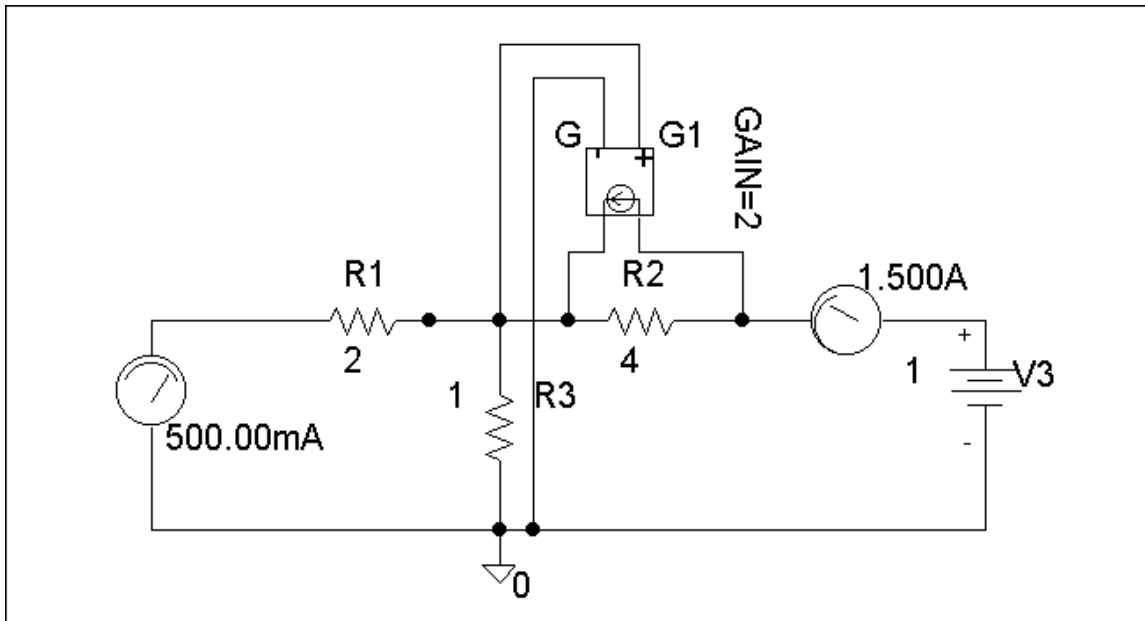 G
G1
GAIN=2
- +
R1
R2
1.500A
2
4
+
1
V3
1
R3
500.00mA
-
0